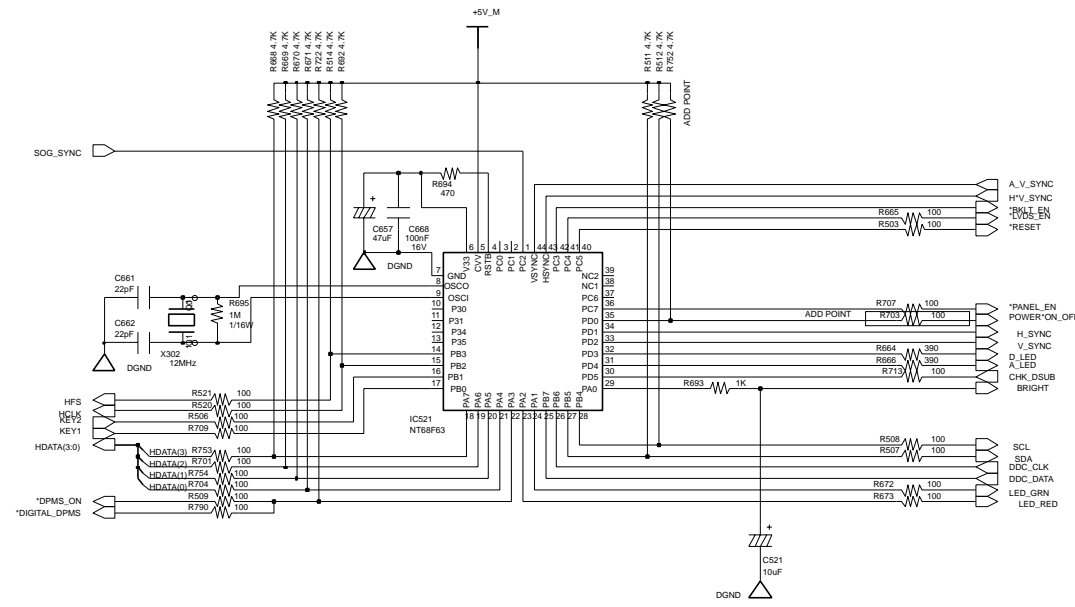 +5V_M
R668 4.7K
R669 4.7K
R670 4.7K
R671 4.7K
R722 4.7K
R514 4.7K
R692 4.7K
R511 4.7K
R512 4.7K
R752 4.7K
ADD POINT
SOG_SYNC
R694
470
C657
47uF
C668
100nF
16V
DGND
A_V_SYNC
H*V_SYNC
*BKLT_EN
*LVDS_EN
*RESET
R665 100
R503 100
6 5 4 3 2 1 44 43 42 41 40
V33
CVV
RSTB
PC0
PC1
PC2
VSYNC
HSYNC
PC3
PC4
PC5
7 GND
8 OSCO
9 OSCI
10 P30
11 P31
12 P34
13 P35
14 PB3
15 PB2
16 PB1
17 PB0
NC2 39
NC1 38
PC6 37
PC7 36
PD0 35
PD1 34
PD2 33
PD3 32
PD4 31
PD5 30
PA0 29
PA7
PA6
PA5
PA4
PA3
PA2
PA1
PB7
PB6
PB5
PB4
18 19 20 21 22 23 24 25 26 27 28
IC521
NT68F63
C661
22pF
C662
22pF
R695
1M
1/16W
X302
12MHz
DGND
R707 100
*PANEL_EN
ADD POINT
R703 100
POWER*ON_OFF
H_SYNC
V_SYNC
R664 390
D_LED
R666 390
A_LED
R713 100
CHK_DSUB
R693 1K
BRIGHT
HFS
R521 100
HCLK
R520 100
KEY2
R506 100
KEY1
R709 100
HDATA(3:0)
HDATA(3) R753 100
HDATA(2) R701 100
HDATA(1) R754 100
HDATA(0) R704 100
*DPMS_ON
R509 100
*DIGITAL_DPMS
R790 100
R508 100
SCL
R507 100
SDA
DDC_CLK
DDC_DATA
R672 100
LED_GRN
R673 100
LED_RED
C521
10uF
DGND